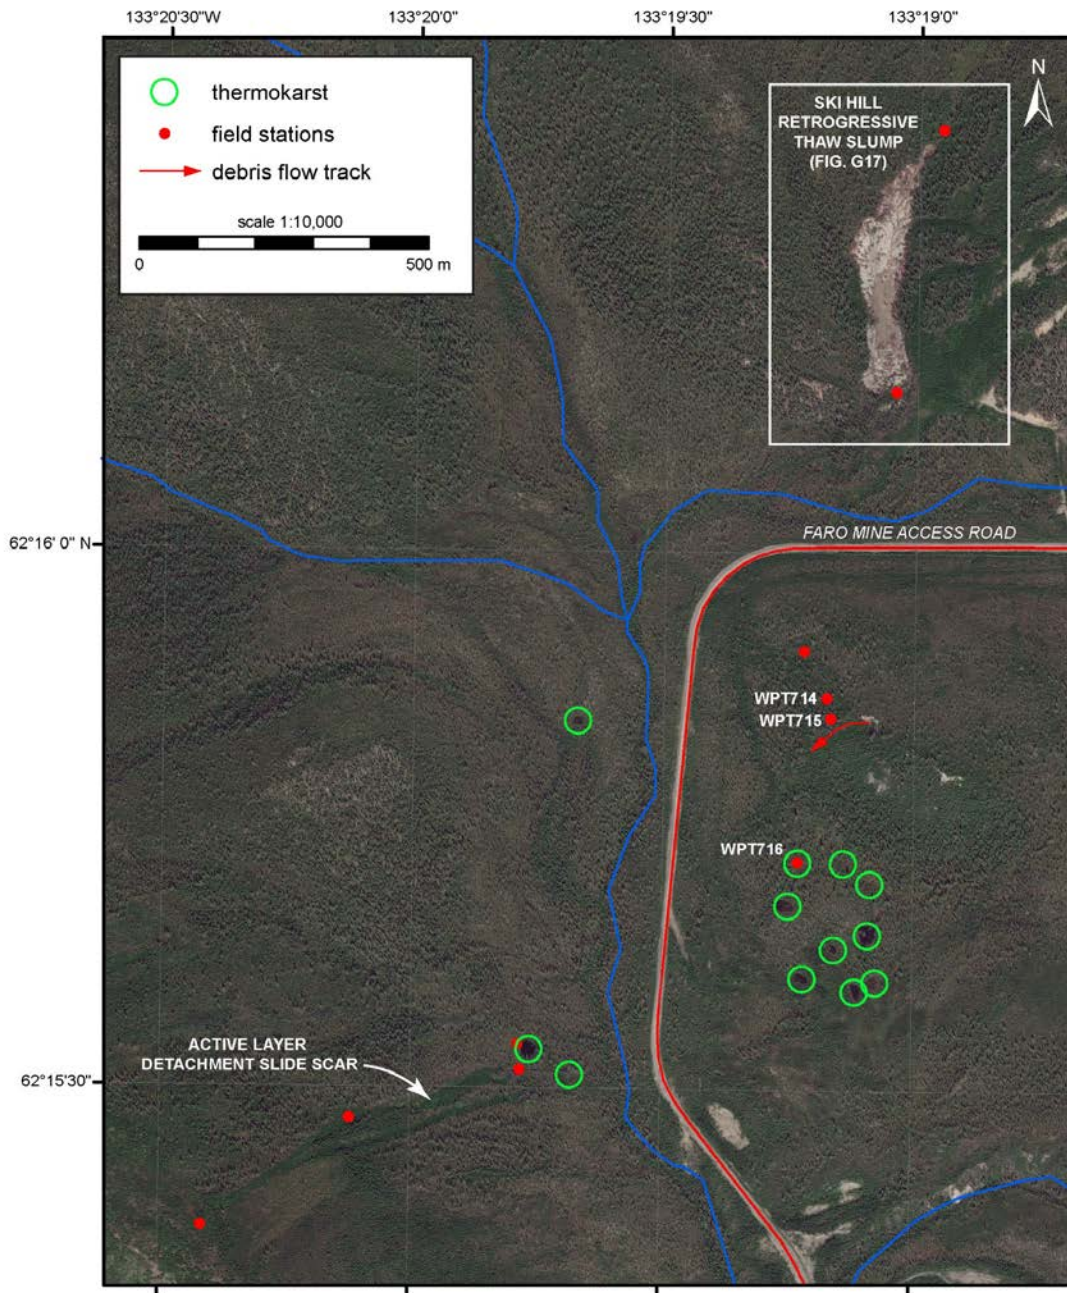 133°20'30"W 133°20'0" 133°19'30" 133°19'0"
thermokarst
field stations
debris flow track
scale 1:10,000
0 500 m
N
SKI HILL
RETROGRESSIVE
THAW SLUMP
(FIG. G17)
62°16' 0" N
FARO MINE ACCESS ROAD
WPT714
WPT715
WPT716
ACTIVE LAYER
DETACHMENT SLIDE SCAR
62°15'30"